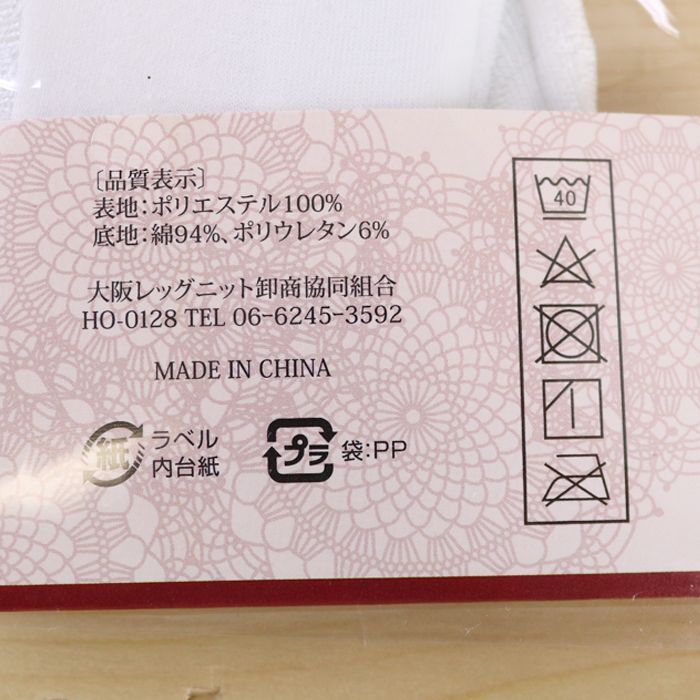 〔品質表示〕
表地:ポリエステル100%
底地:綿94%、ポリウレタン6%
大阪レッグニット卸商協同組合
HO-0128 TEL 06-6245-3592
MADE IN CHINA
紙
ラベル
内台紙
プラ
袋:PP
40